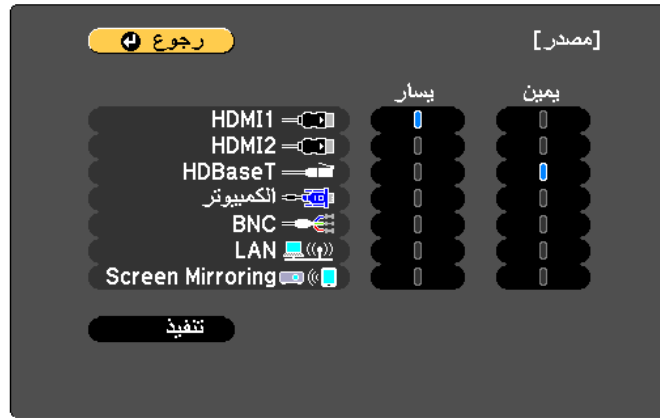 [مصدر]
رجوع
يمين
يسار
HDMI1
HDMI2
HDBaseT
الكمبيوتر
BNC
LAN
Screen Mirroring
تنفيذ